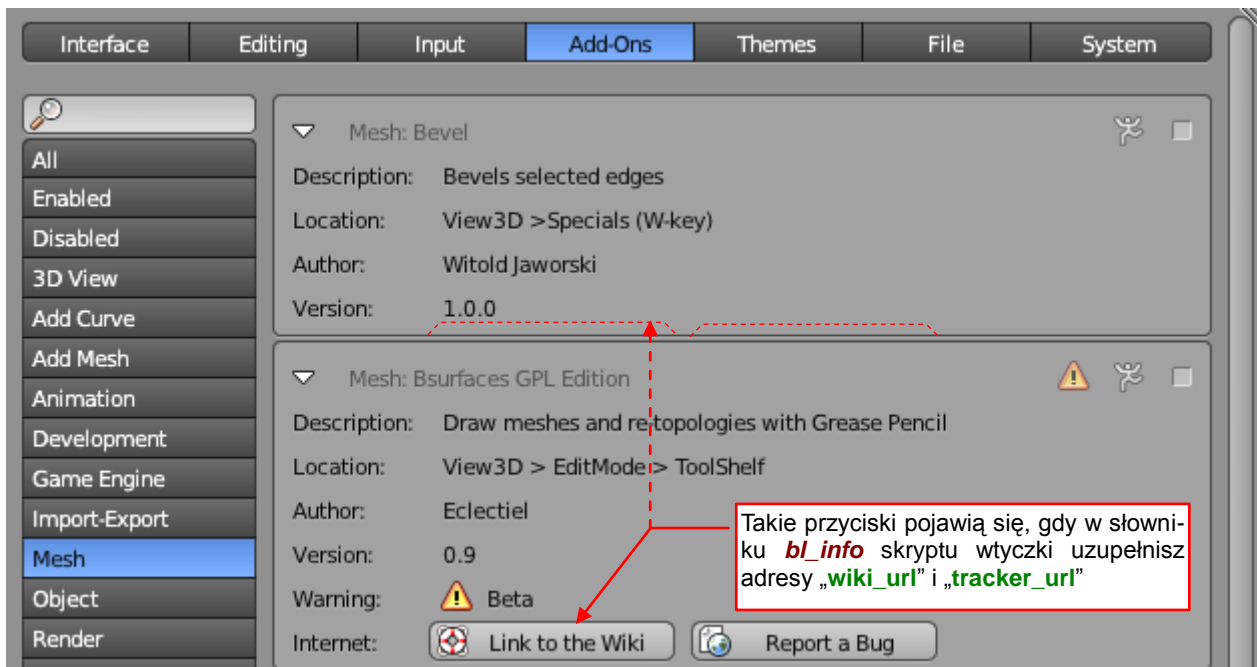 Interface Editing Input Add-Ons Themes File System
All
Enabled
Disabled
3D View
Add Curve
Add Mesh
Animation
Development
Game Engine
Import-Export
Mesh
Object
Render
Mesh: Bevel
Description: Bevels selected edges
Location: View3D >Specials (W-key)
Author: Witold Jaworski
Version: 1.0.0
Mesh: Bsurfaces GPL Edition
Description: Draw meshes and re-topologies with Grease Pencil
Location: View3D > EditMode > ToolShelf
Author: Eclectiel
Version: 0.9
Warning: Beta
Internet: Link to the Wiki Report a Bug
Takie przyciski pojawią się, gdy w słowni-
ku bl_info skryptu wtyczki uzupełnisz
adresy „wiki_url” i „tracker_url”